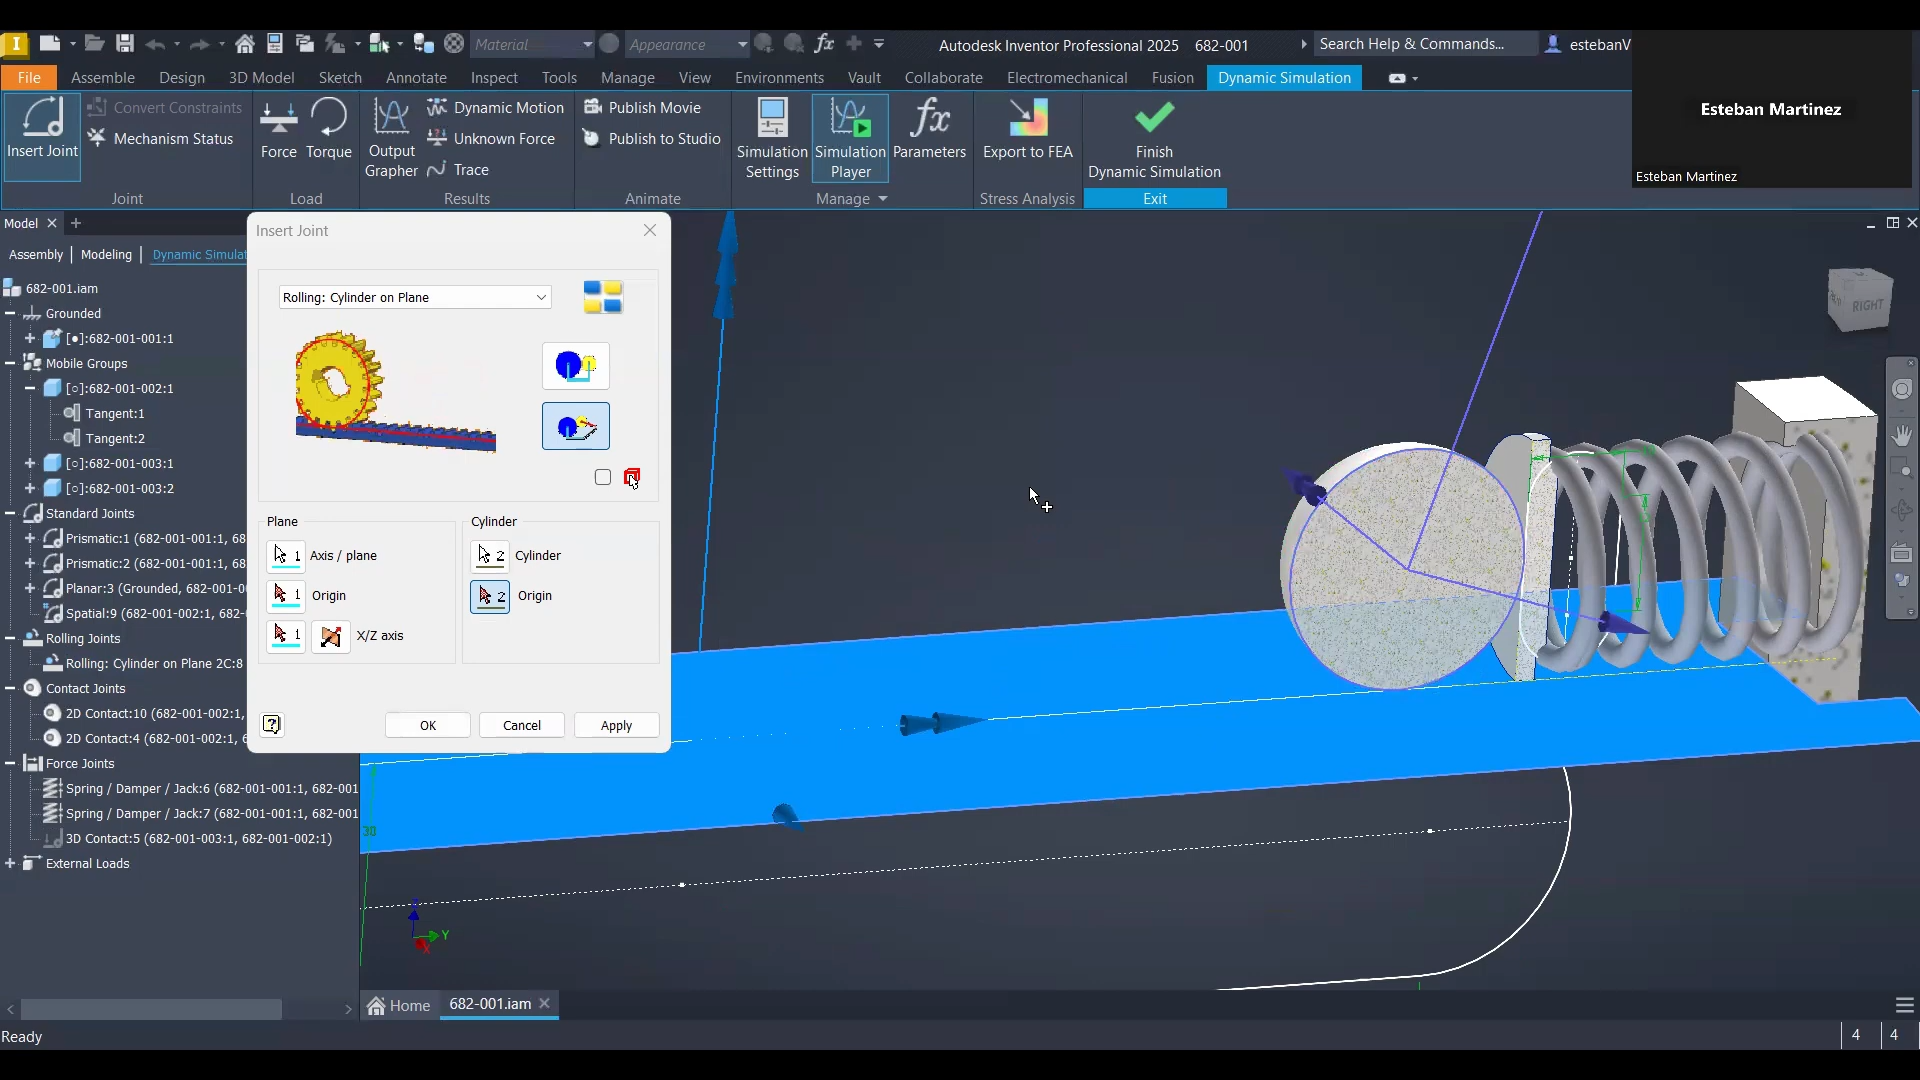 Material
Appearance
fx
Autodesk Inventor Professional 2025 682-001
Search Help & Commands...
estebanV
File
Assemble
Design
3D Model
Sketch
Annotate
Inspect
Tools
Manage
View
Environments
Vault
Collaborate
Electromechanical
Fusion
Dynamic Simulation
Esteban Martinez
Esteban Martinez
Insert Joint
Convert Constraints
Mechanism Status
Joint
Force
Torque
Load
Output
Grapher
Dynamic Motion
Unknown Force
Trace
Results
Publish Movie
Publish to Studio
Animate
Simulation
Settings
Simulation
Player
fx
Parameters
Manage
Export to FEA
Stress Analysis
Finish
Dynamic Simulation
Exit
Model
Assembly
Modeling
Dynamic Simulat
682-001.iam
Grounded
[●]:682-001-001:1
Mobile Groups
[○]:682-001-002:1
Tangent:1
Tangent:2
[○]:682-001-003:1
[○]:682-001-003:2
Standard Joints
Prismatic:1 (682-001-001:1, 68
Prismatic:2 (682-001-001:1, 68
Planar:3 (Grounded, 682-001-0
Spatial:9 (682-001-002:1, 682-
Rolling Joints
Rolling: Cylinder on Plane 2C:8
Contact Joints
2D Contact:10 (682-001-002:1,
2D Contact:4 (682-001-002:1, 6
Force Joints
Spring / Damper / Jack:6 (682-001-001:1, 682-001
Spring / Damper / Jack:7 (682-001-001:1, 682-001
3D Contact:5 (682-001-003:1, 682-001-002:1)
External Loads
Insert Joint
Rolling: Cylinder on Plane
Plane
1 Axis / plane
1 Origin
1 X/Z axis
Cylinder
2 Cylinder
2 Origin
?
OK
Cancel
Apply
RIGHT
30
Z
Y
X
Home
682-001.iam
Ready
4
4